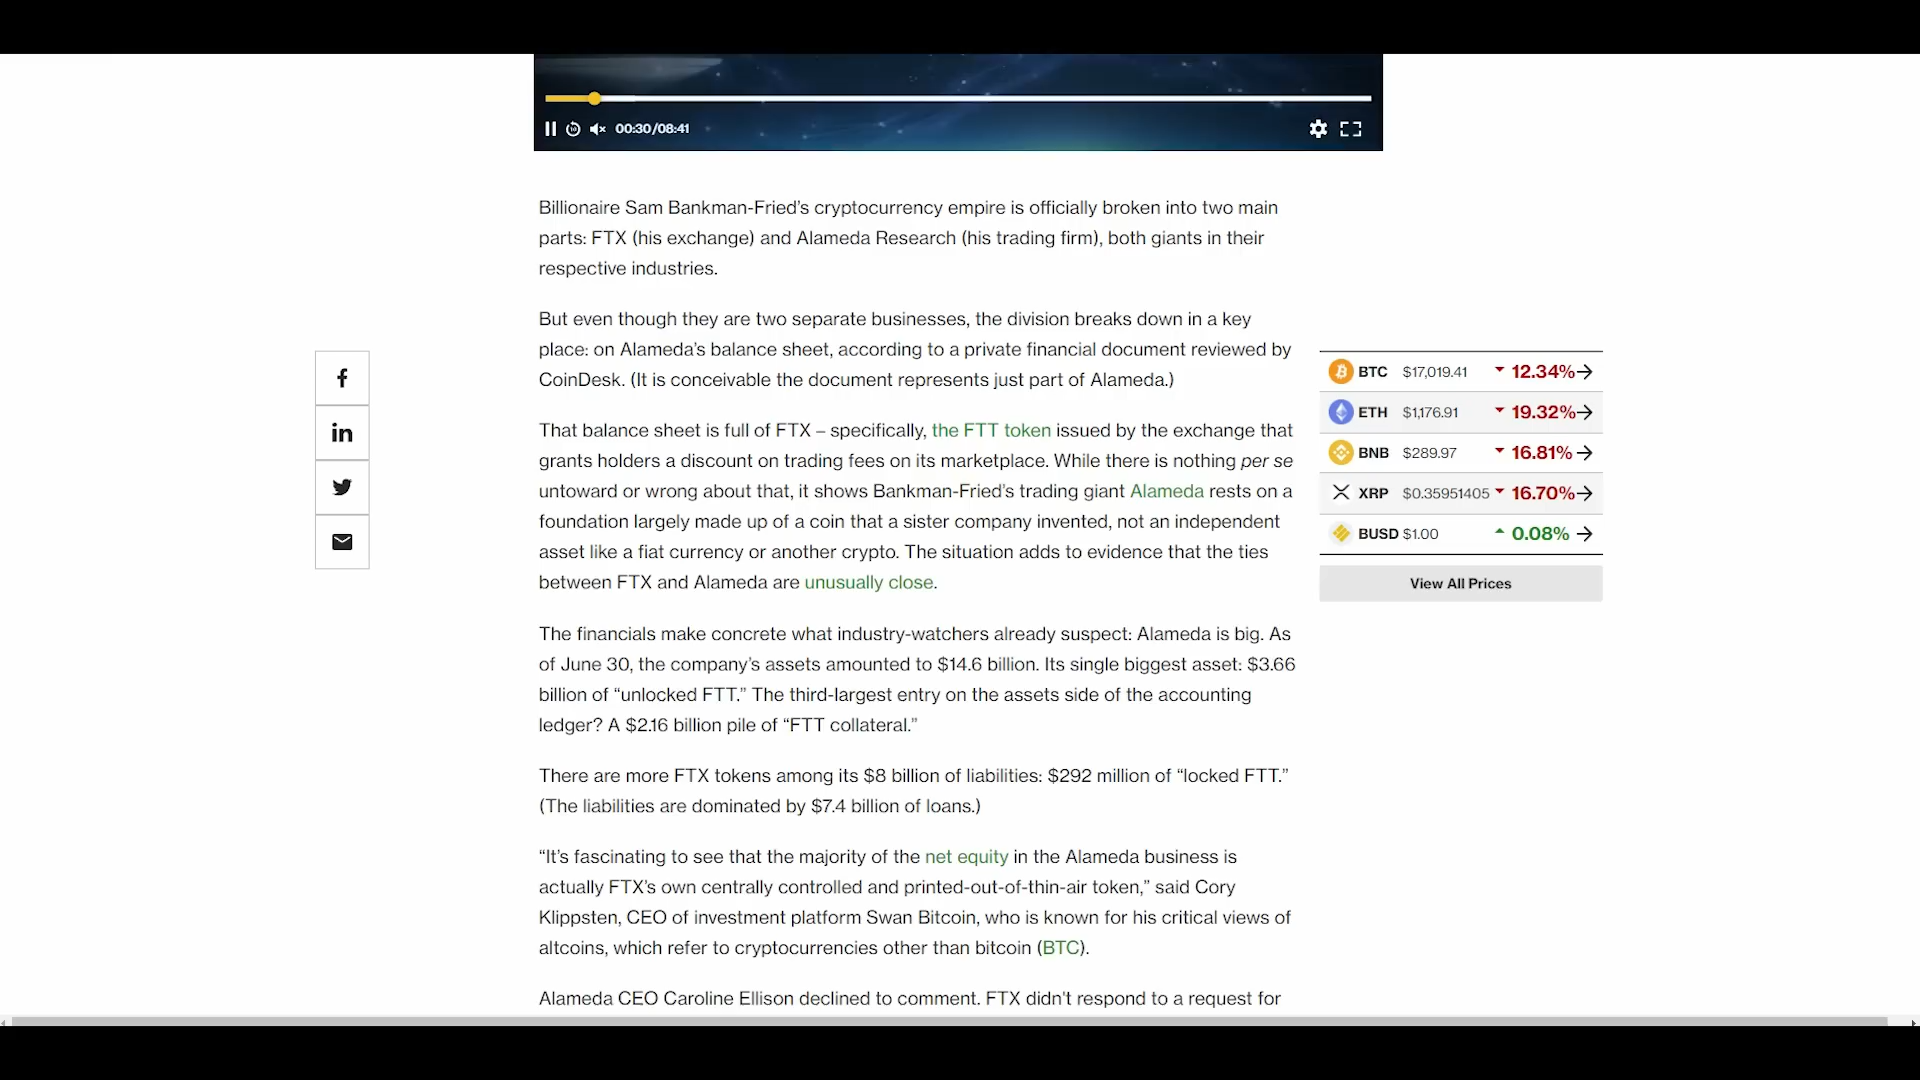 00:30/08:41
Billionaire Sam Bankman-Fried’s cryptocurrency empire is officially broken into two main
parts: FTX (his exchange) and Alameda Research (his trading firm), both giants in their
respective industries.
But even though they are two separate businesses, the division breaks down in a key
place: on Alameda’s balance sheet, according to a private financial document reviewed by
CoinDesk. (It is conceivable the document represents just part of Alameda.)
That balance sheet is full of FTX – specifically, the FTT token issued by the exchange that
grants holders a discount on trading fees on its marketplace. While there is nothing per se
untoward or wrong about that, it shows Bankman-Fried’s trading giant Alameda rests on a
foundation largely made up of a coin that a sister company invented, not an independent
asset like a fiat currency or another crypto. The situation adds to evidence that the ties
between FTX and Alameda are unusually close.
The financials make concrete what industry-watchers already suspect: Alameda is big. As
of June 30, the company’s assets amounted to $14.6 billion. Its single biggest asset: $3.66
billion of “unlocked FTT.” The third-largest entry on the assets side of the accounting
ledger? A $2.16 billion pile of “FTT collateral.”
There are more FTX tokens among its $8 billion of liabilities: $292 million of “locked FTT.”
(The liabilities are dominated by $7.4 billion of loans.)
“It’s fascinating to see that the majority of the net equity in the Alameda business is
actually FTX’s own centrally controlled and printed-out-of-thin-air token,” said Cory
Klippsten, CEO of investment platform Swan Bitcoin, who is known for his critical views of
altcoins, which refer to cryptocurrencies other than bitcoin (BTC).
Alameda CEO Caroline Ellison declined to comment. FTX didn't respond to a request for
BTC $17,019.41 12.34%
ETH $1,176.91 19.32%
BNB $289.97 16.81%
XRP $0.35951405 16.70%
BUSD $1.00 0.08%
View All Prices